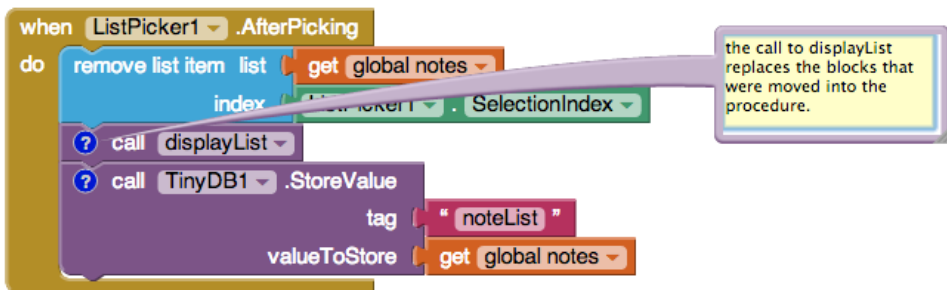 when ListPicker1 .AfterPicking
do remove list item list get global notes
index ListPicker1 . SelectionIndex
? call displayList
? call TinyDB1 .StoreValue
tag " noteList "
valueToStore get global notes
the call to displayList
replaces the blocks that
were moved into the
procedure.